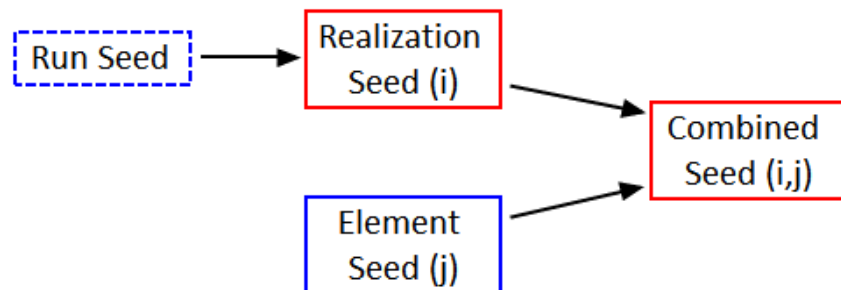 Run Seed
Realization
Seed (i)
Combined
Seed (i,j)
Element
Seed (j)